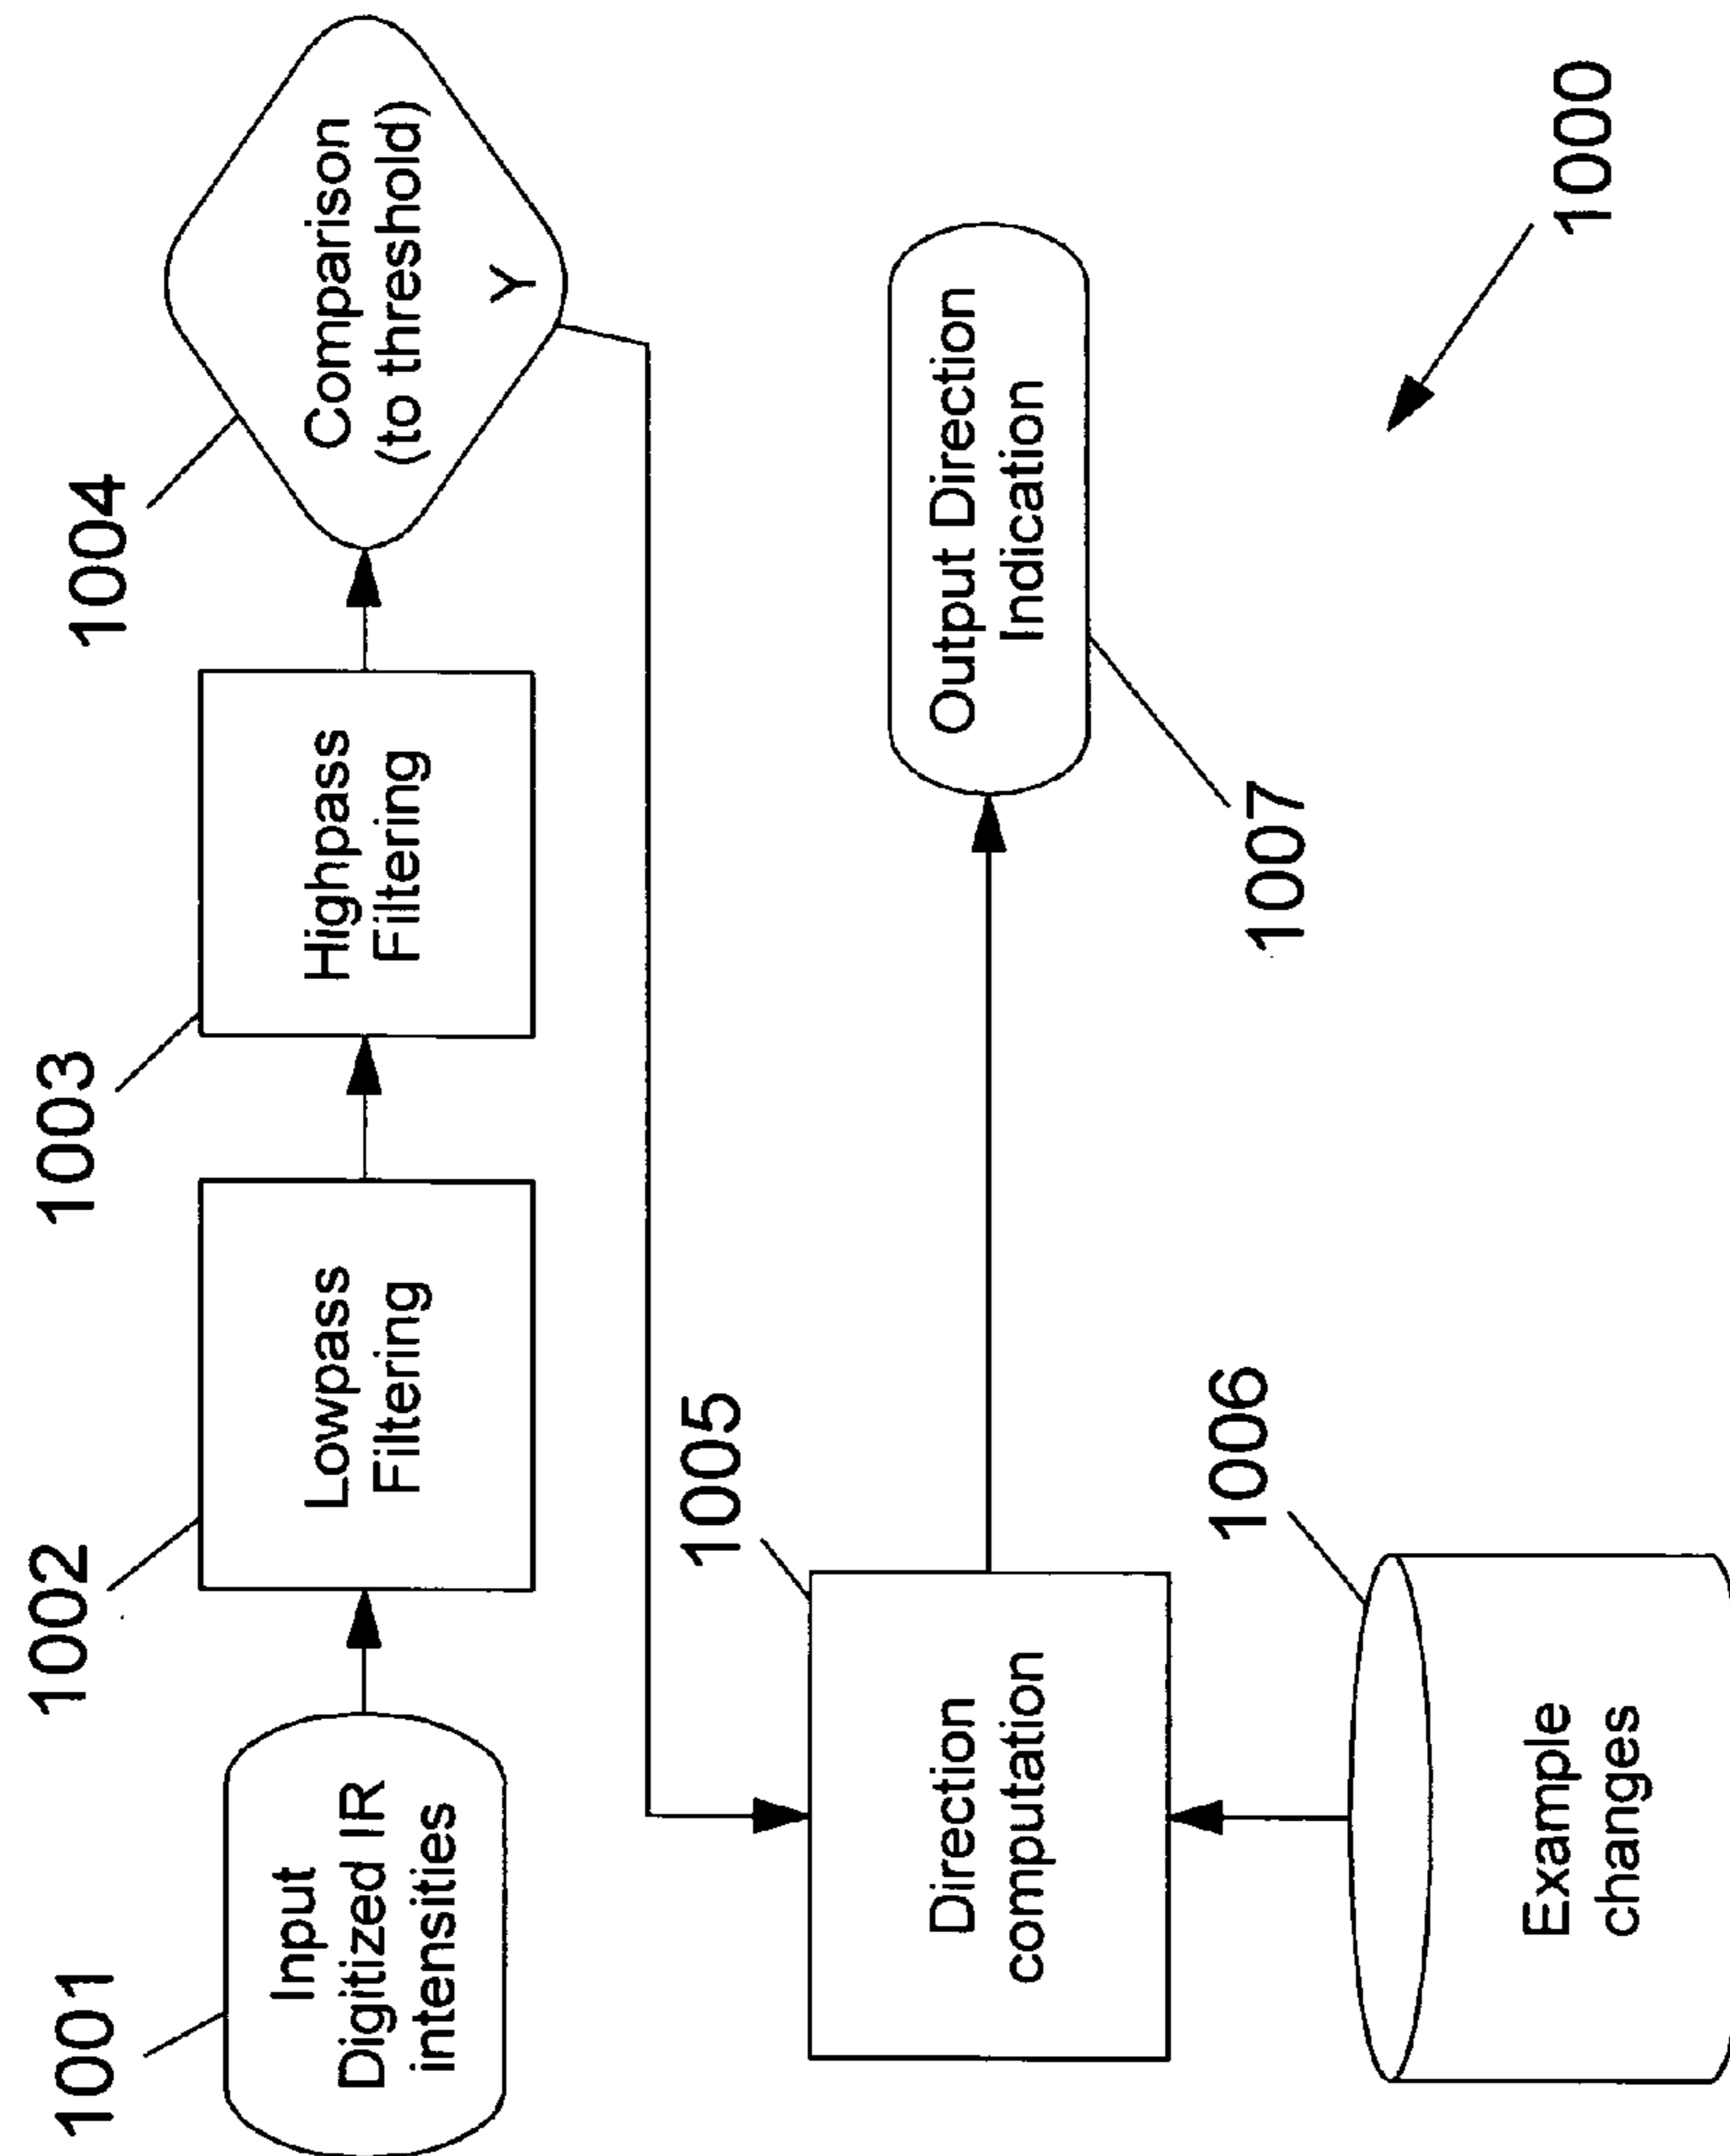 1001
Input
Digitized IR
intensities
1002
Lowpass
Filtering
1003
Highpass
Filtering
1004
Comparison
(to threshold)
Y
1005
Direction
computation
1006
Example
changes
Output Direction
Indication
1007
1000